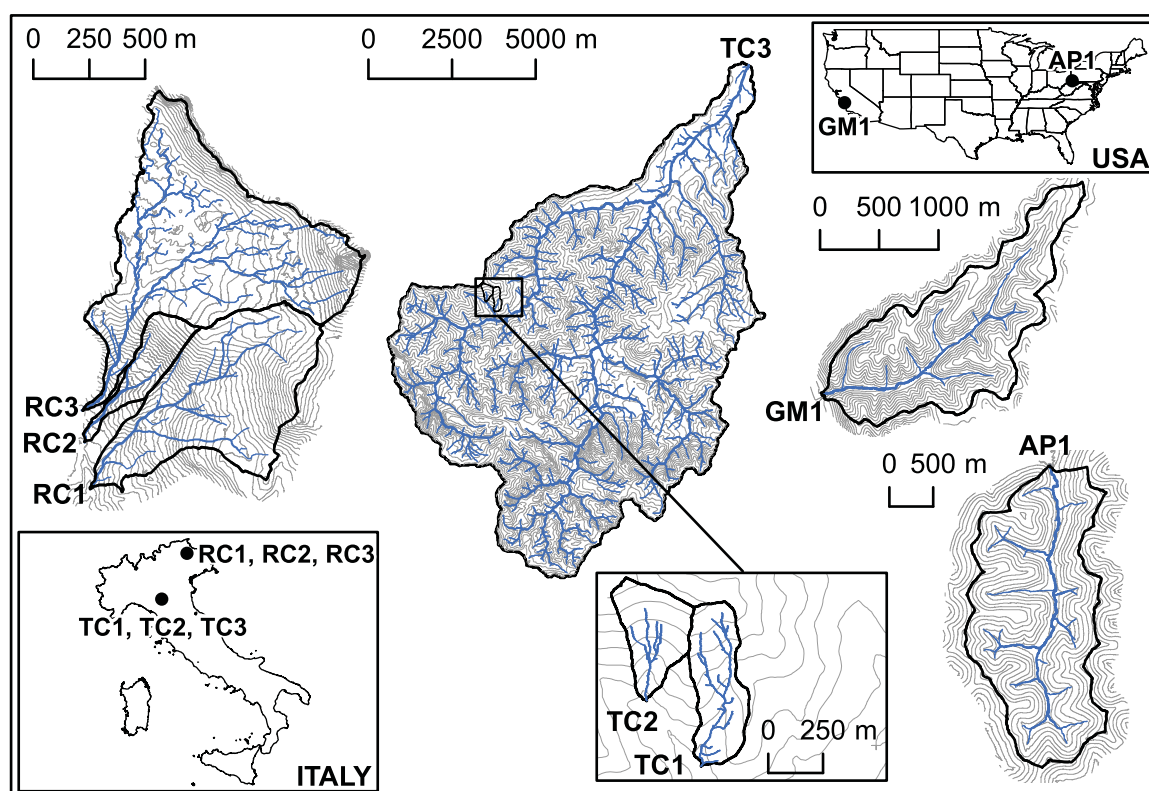 0 250 500 m
0 2500 5000 m
TC3
AP1
GM1
USA
0 500 1000 m
GM1
RC3
RC2
RC1
AP1
0 500 m
RC1, RC2, RC3
TC1, TC2, TC3
ITALY
TC2
TC1
0 250 m